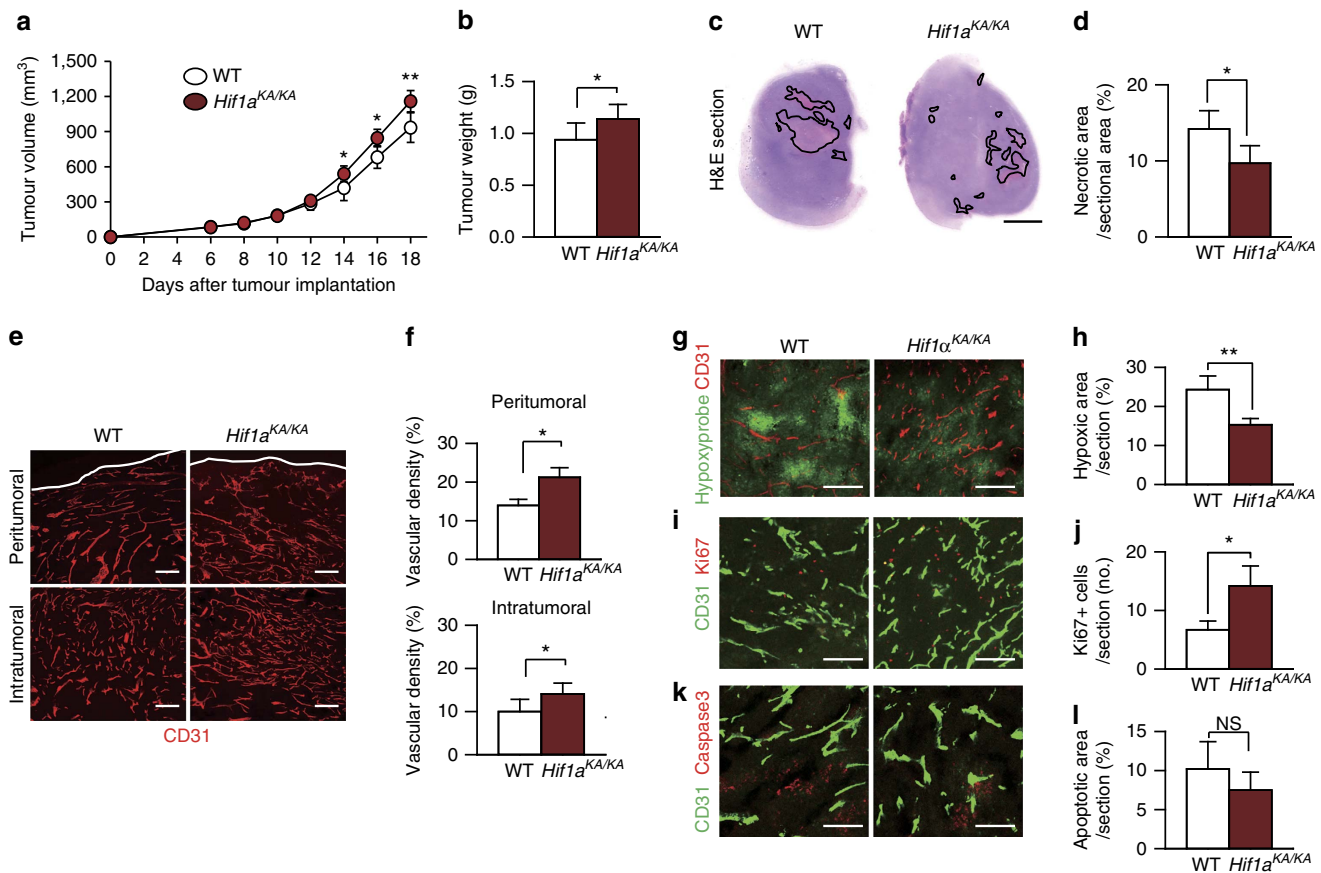 a
Tumour volume (mm3)
1,500
1,200
900
600
300
0
WT
Hif1aKA/KA
*
*
**
0 2 4 6 8 10 12 14 16 18
Days after tumour implantation
b
Tumour weight (g)
1.5
1.0
0.5
0.0
*
WT Hif1aKA/KA
c
WT
Hif1aKA/KA
H&E section
d
Necrotic area
/sectional area (%)
20
10
0
*
WT Hif1aKA/KA
e
WT
Hif1aKA/KA
Peritumoral
Intratumoral
CD31
f
Peritumoral
Vascular density (%)
30
20
10
0
*
WT Hif1aKA/KA
Intratumoral
Vascular density (%)
30
20
10
0
*
WT Hif1aKA/KA
g
WT
Hif1αKA/KA
Hypoxyprobe CD31
h
Hypoxic area
/section (%)
30
20
10
0
**
WT Hif1aKA/KA
i
CD31 Ki67
j
Ki67+ cells
/section (no.)
20
10
0
*
WT Hif1aKA/KA
k
CD31 Caspase3
l
Apoptotic area
/section (%)
15
10
5
0
NS
WT Hif1aKA/KA